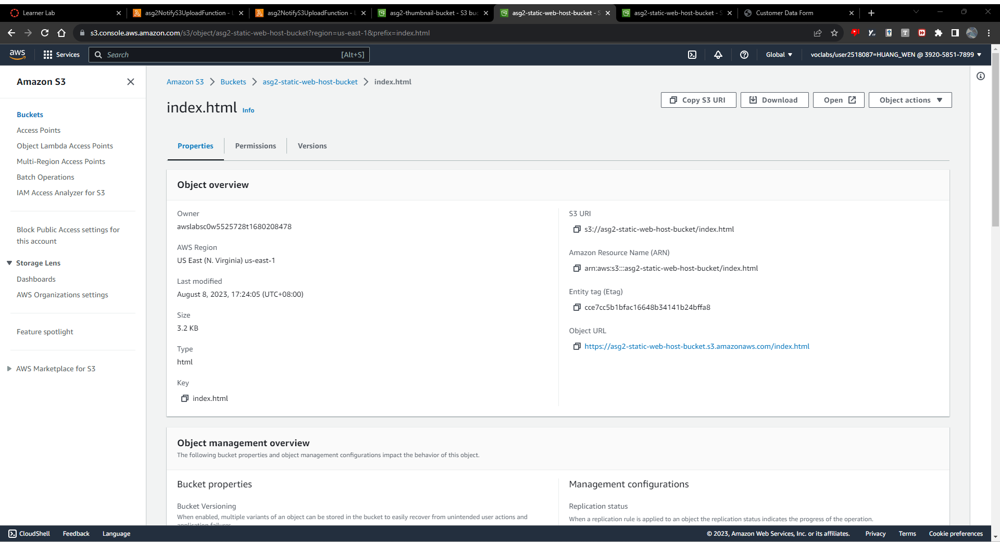 Learner Lab
asg2NotifyS3UploadFunction - L
asg2NotifyS3UploadFunction - L
asg2-thumbnail-bucket - S3 buc
asg2-static-web-host-bucket - S
asg2-static-web-host-bucket - S
Customer Data Form
s3.console.aws.amazon.com/s3/object/asg2-static-web-host-bucket?region=us-east-1&prefix=index.html
aws
Services
Search
[Alt+S]
Global
voclabs/user2518087=HUANG_WEN @ 3920-5851-7899
Amazon S3
Buckets
Access Points
Object Lambda Access Points
Multi-Region Access Points
Batch Operations
IAM Access Analyzer for S3
Block Public Access settings for
this account
Storage Lens
Dashboards
AWS Organizations settings
Feature spotlight
AWS Marketplace for S3
Amazon S3 > Buckets > asg2-static-web-host-bucket > index.html
index.html Info
Copy S3 URI
Download
Open
Object actions
Properties
Permissions
Versions
Object overview
Owner
awslabsc0w5525728t1680208478
AWS Region
US East (N. Virginia) us-east-1
Last modified
August 8, 2023, 17:24:05 (UTC+08:00)
Size
3.2 KB
Type
html
Key
index.html
S3 URI
s3://asg2-static-web-host-bucket/index.html
Amazon Resource Name (ARN)
arn:aws:s3:::asg2-static-web-host-bucket/index.html
Entity tag (Etag)
cce7cc5b1bfac16648b34141b24bffa8
Object URL
https://asg2-static-web-host-bucket.s3.amazonaws.com/index.html
Object management overview
The following bucket properties and object management configurations impact the behavior of this object.
Bucket properties
Bucket Versioning
When enabled, multiple variants of an object can be stored in the bucket to easily recover from unintended user actions and
application failures.
Management configurations
Replication status
When a replication rule is applied to an object the replication status indicates the progress of the operation.
CloudShell
Feedback
Language
© 2023, Amazon Web Services, Inc. or its affiliates.
Privacy
Terms
Cookie preferences